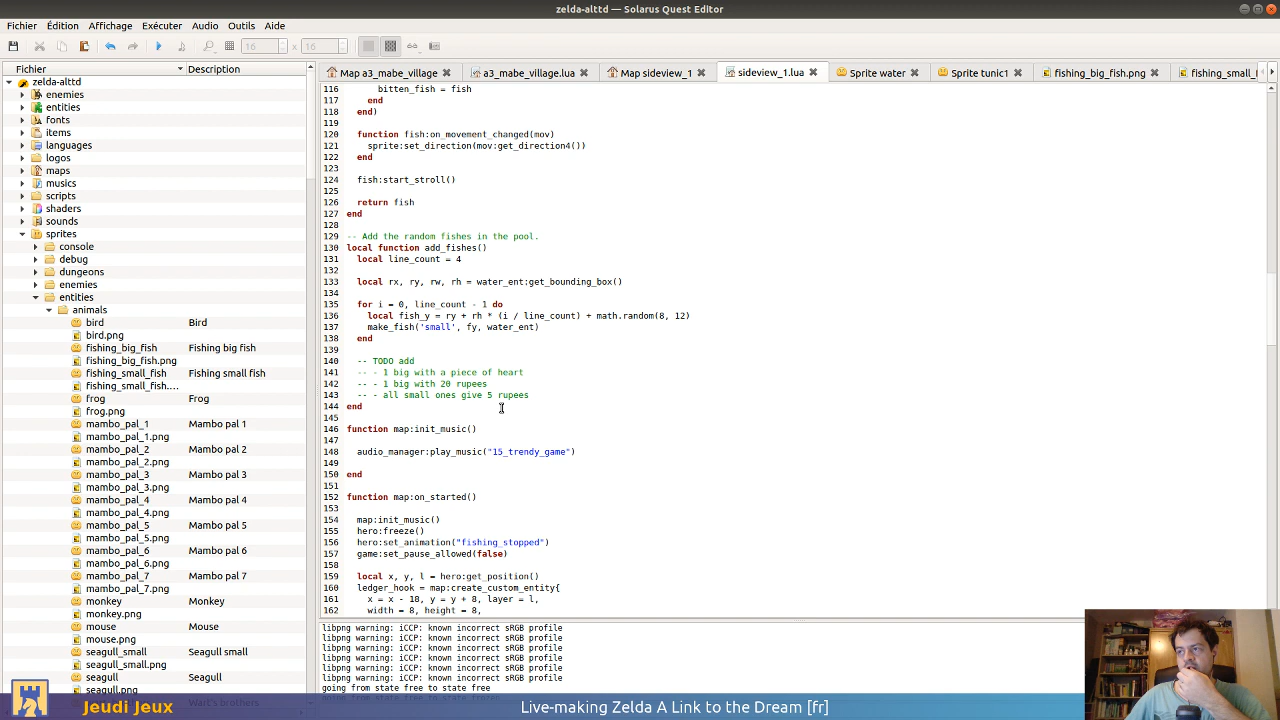 zelda-alttd — Solarus Quest Editor
Fichier Édition Affichage Exécuter Audio Outils Aide
16 x 16
Fichier Description
Map a3_mabe_village a3_mabe_village.lua Map sideview_1 sideview_1.lua Sprite water Sprite tunic1 fishing_big_fish.png fishing_small_f
zelda-alttd
enemies
entities
fonts
items
languages
logos
maps
musics
scripts
shaders
sounds
sprites
console
debug
dungeons
enemies
entities
animals
bird Bird
bird.png
fishing_big_fish Fishing big fish
fishing_big_fish.png
fishing_small_fish Fishing small fish
fishing_small_fish....
frog Frog
frog.png
mambo_pal_1 Mambo pal 1
mambo_pal_1.png
mambo_pal_2 Mambo pal 2
mambo_pal_2.png
mambo_pal_3 Mambo pal 3
mambo_pal_3.png
mambo_pal_4 Mambo pal 4
mambo_pal_4.png
mambo_pal_5 Mambo pal 5
mambo_pal_5.png
mambo_pal_6 Mambo pal 6
mambo_pal_6.png
mambo_pal_7 Mambo pal 7
mambo_pal_7.png
monkey Monkey
monkey.png
mouse Mouse
mouse.png
seagull_small Seagull small
seagull_small.png
seagull Seagull
seagull.png
116 bitten_fish = fish
117 end
118 end)
119
120 function fish:on_movement_changed(mov)
121 sprite:set_direction(mov:get_direction4())
122 end
123
124 fish:start_stroll()
125
126 return fish
127 end
128
129 -- Add the random fishes in the pool.
130 local function add_fishes()
131 local line_count = 4
132
133 local rx, ry, rw, rh = water_ent:get_bounding_box()
134
135 for i = 0, line_count - 1 do
136 local fish_y = ry + rh * (i / line_count) + math.random(8, 12)
137 make_fish('small', fy, water_ent)
138 end
139
140 -- TODO add
141 -- - 1 big with a piece of heart
142 -- - 1 big with 20 rupees
143 -- - all small ones give 5 rupees
144 end
145
146 function map:init_music()
147
148 audio_manager:play_music("15_trendy_game")
149
150 end
151
152 function map:on_started()
153
154 map:init_music()
155 hero:freeze()
156 hero:set_animation("fishing_stopped")
157 game:set_pause_allowed(false)
158
159 local x, y, l = hero:get_position()
160 ledger_hook = map:create_custom_entity{
161 x = x - 18, y = y + 8, layer = l,
162 width = 8, height = 8,
libpng warning: iCCP: known incorrect sRGB profile
libpng warning: iCCP: known incorrect sRGB profile
libpng warning: iCCP: known incorrect sRGB profile
libpng warning: iCCP: known incorrect sRGB profile
libpng warning: iCCP: known incorrect sRGB profile
libpng warning: iCCP: known incorrect sRGB profile
going from state free to state free
Jeudi Jeux
Live-making Zelda A Link to the Dream [fr]